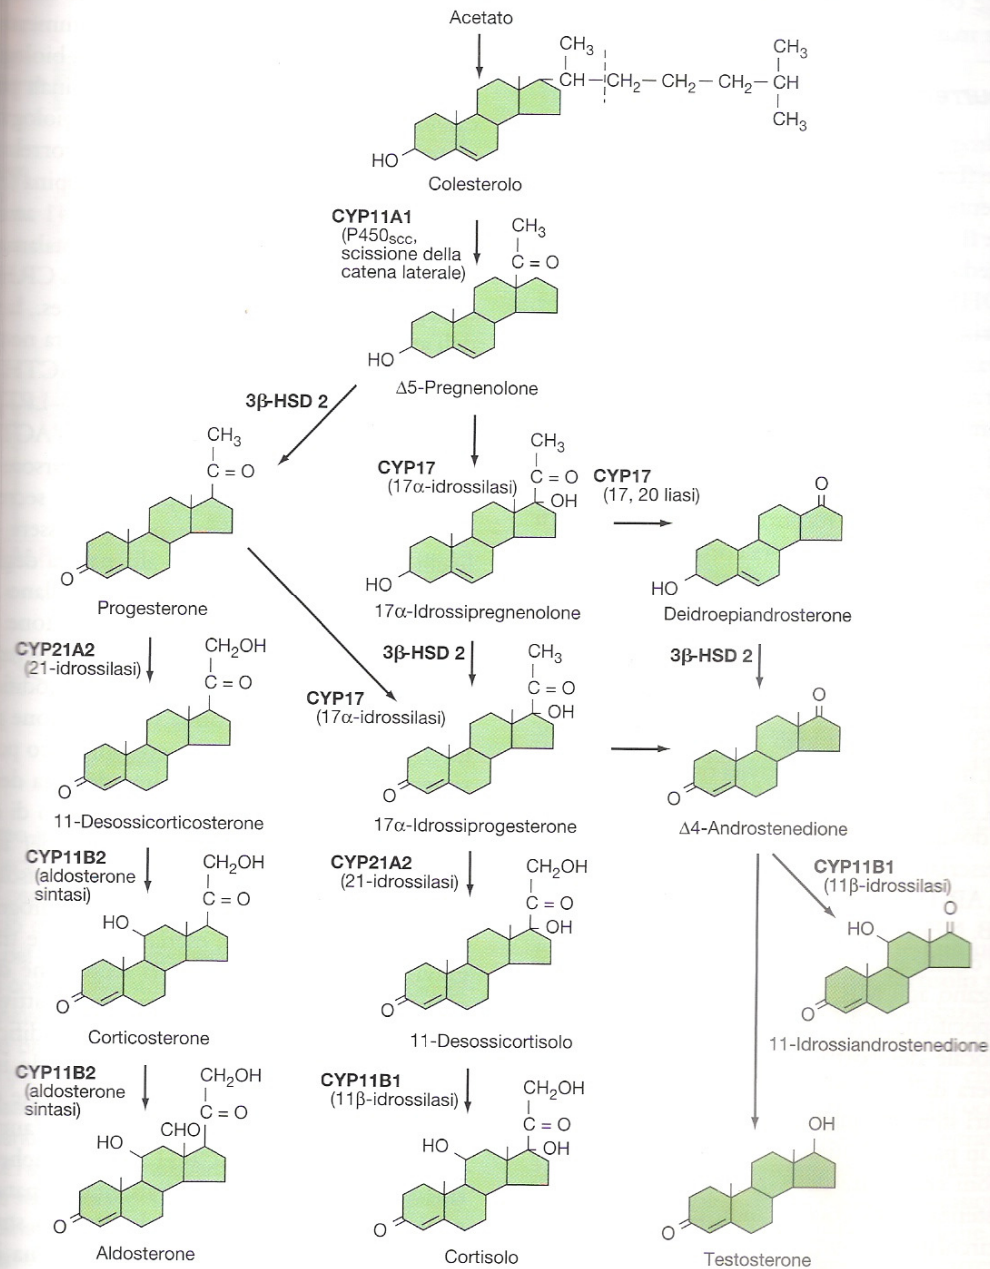 Acetato
CH3
CH3
CH—CH2—CH2—CH2—CH
CH3
HO
Colesterolo
CYP11A1
(P450scc,
scissione della
catena laterale)
CH3
C=O
HO
Δ5-Pregnenolone
3β-HSD 2
CH3
C=O
CYP17
(17α-idrossilasi)
CH3
C=O
OH
CYP17
(17, 20 liasi)
O
O
HO
HO
Progesterone
17α-Idrossipregnenolone
Deidroepiandrosterone
CYP21A2
(21-idrossilasi)
CH2OH
C=O
3β-HSD 2
CH3
C=O
OH
3β-HSD 2
CYP17
(17α-idrossilasi)
O
O
O
O
11-Desossicorticosterone
17α-Idrossiprogesterone
Δ4-Androstenedione
CYP11B2
(aldosterone
sintasi)
CH2OH
C=O
HO
CYP21A2
(21-idrossilasi)
CH2OH
C=O
OH
CYP11B1
(11β-idrossilasi)
O
HO
O
O
O
Corticosterone
11-Desossicortisolo
11-Idrossiandrostenedione
CYP11B2
(aldosterone
sintasi)
CH2OH
C=O
CHO
HO
CYP11B1
(11β-idrossilasi)
CH2OH
C=O
OH
HO
OH
O
O
O
Aldosterone
Cortisolo
Testosterone